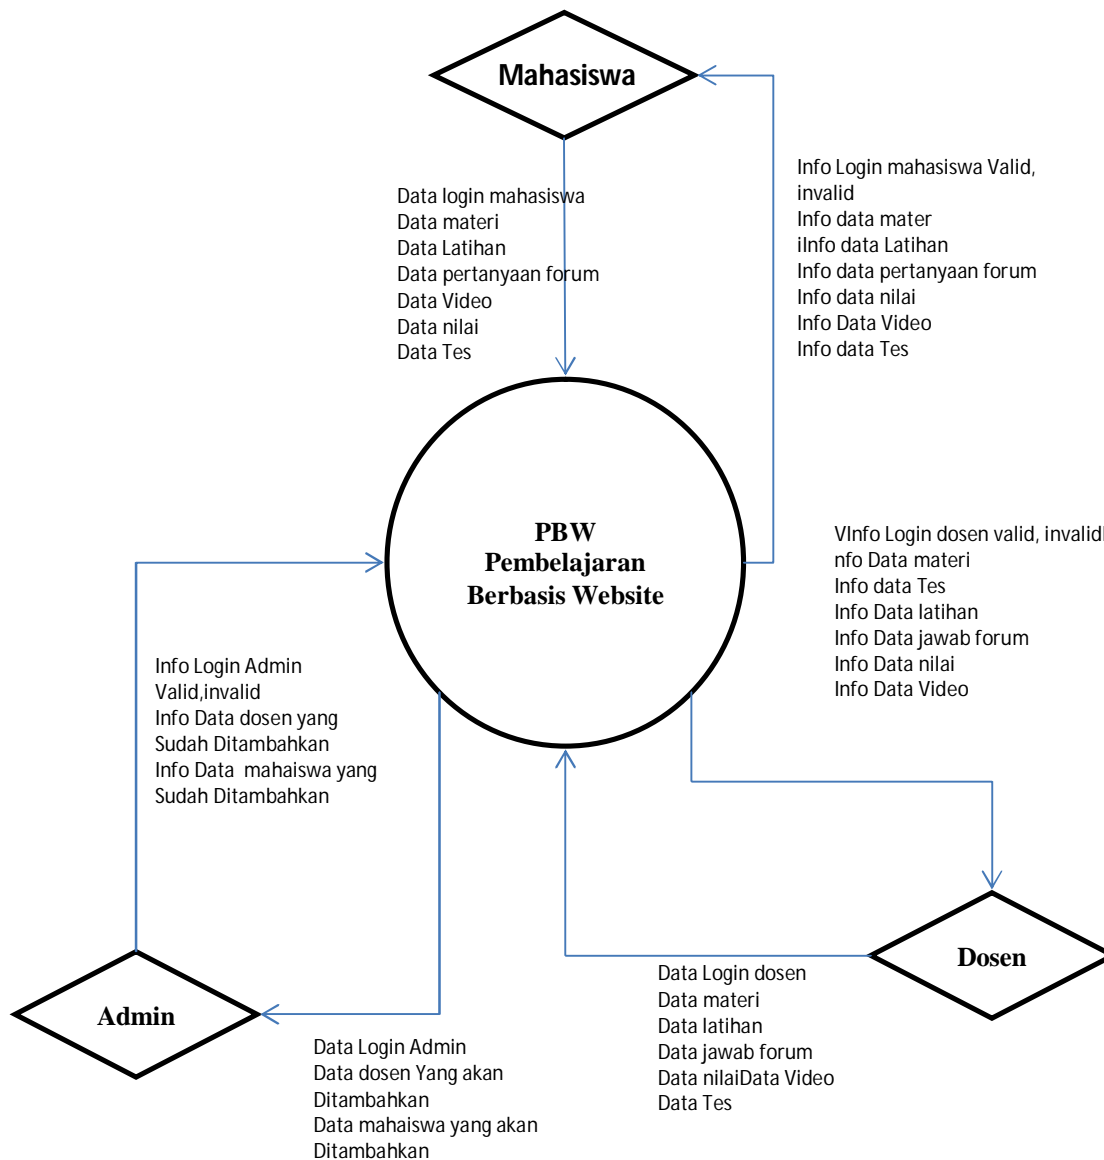 Mahasiswa
Data login mahasiswa
Data materi
Data Latihan
Data pertanyaan forum
Data Video
Data nilai
Data Tes
Info Login mahasiswa Valid,
invalid
Info data mater
iInfo data Latihan
Info data pertanyaan forum
Info data nilai
Info Data Video
Info data Tes
PBW
Pembelajaran
Berbasis Website
VInfo Login dosen valid, invalidI
nfo Data materi
Info data Tes
Info Data latihan
Info Data jawab forum
Info Data nilai
Info Data Video
Info Login Admin
Valid,invalid
Info Data dosen yang
Sudah Ditambahkan
Info Data  mahaiswa yang
Sudah Ditambahkan
Dosen
Admin
Data Login dosen
Data materi
Data latihan
Data jawab forum
Data nilaiData Video
Data Tes
Data Login Admin
Data dosen Yang akan
Ditambahkan
Data mahaiswa yang akan
Ditambahkan